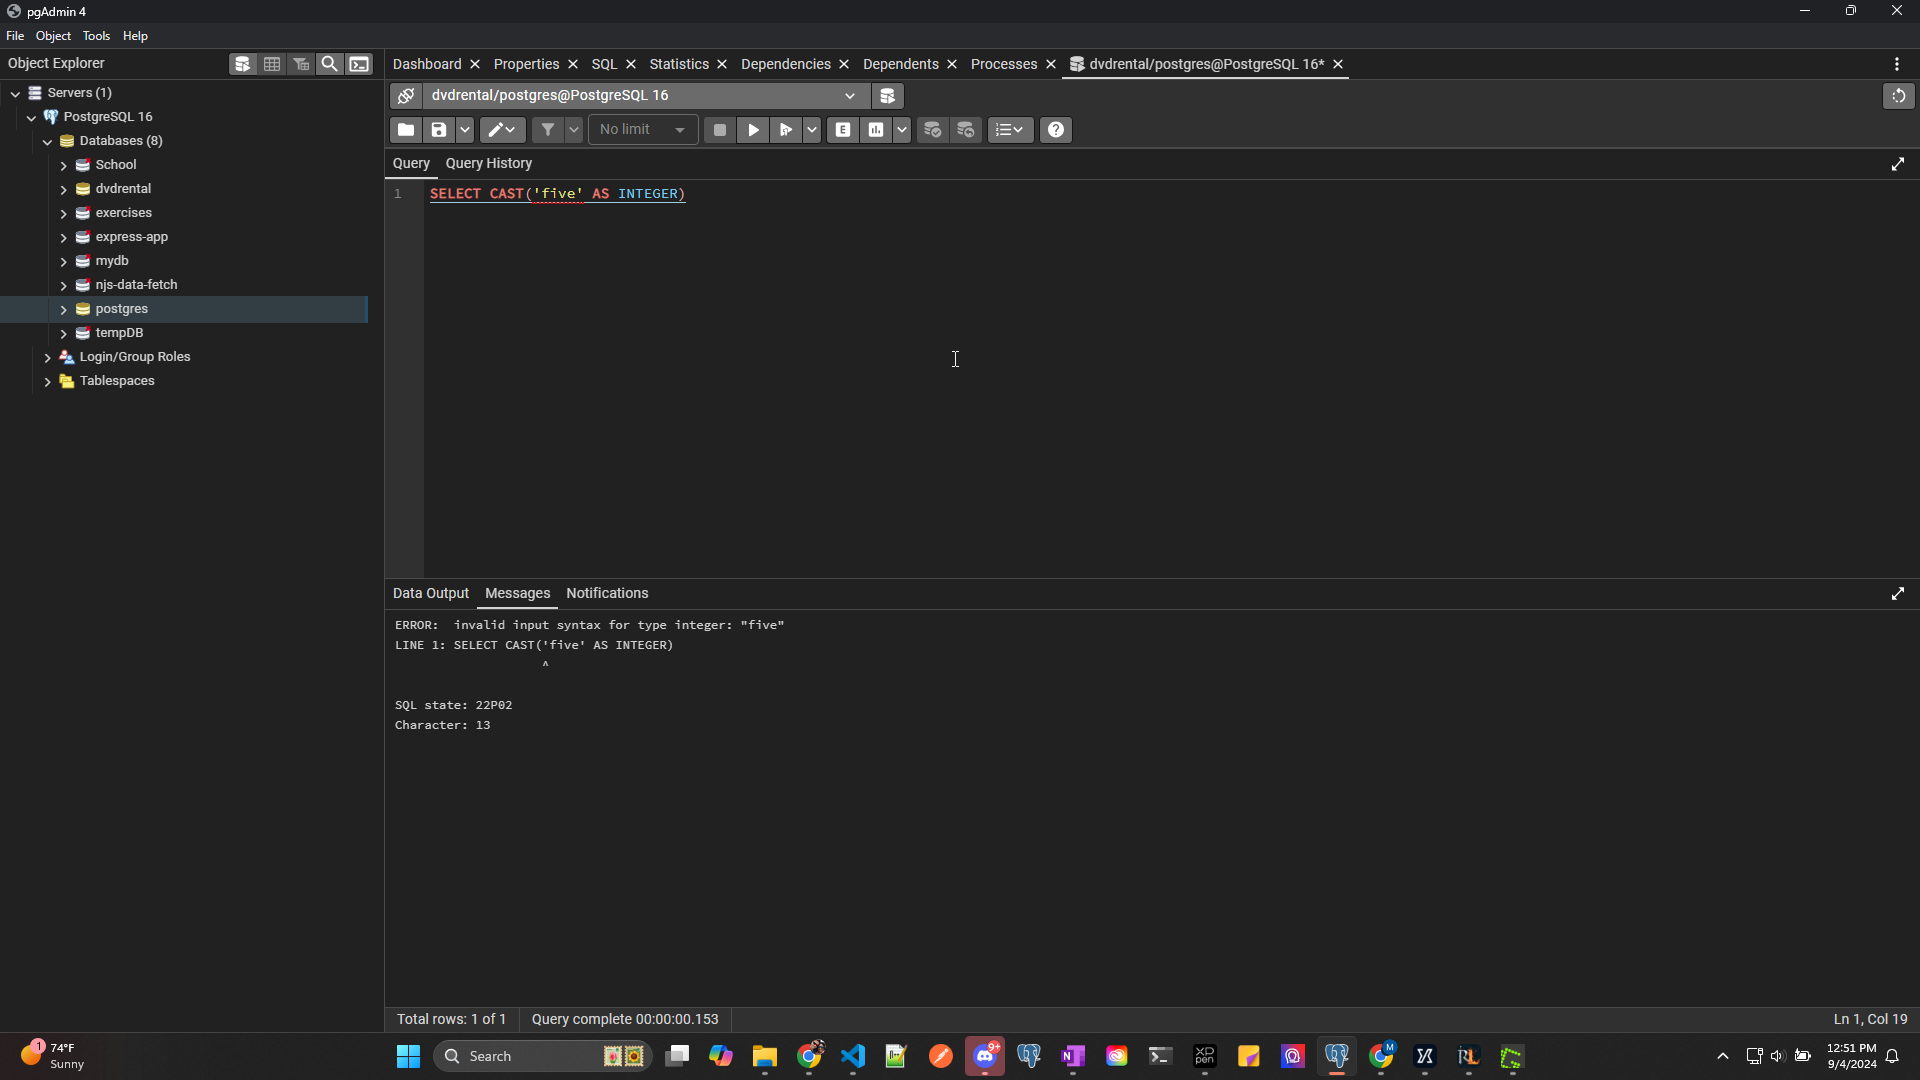 pgAdmin 4
File Object Tools Help
Object Explorer
Dashboard Properties SQL Statistics Dependencies Dependents Processes dvdrental/postgres@PostgreSQL 16*
Servers (1)
dvdrental/postgres@PostgreSQL 16
PostgreSQL 16
No limit
E
Databases (8)
School
Query Query History
dvdrental
1 SELECT CAST('five' AS INTEGER)
exercises
express-app
mydb
njs-data-fetch
postgres
tempDB
Login/Group Roles
Tablespaces
Data Output Messages Notifications
ERROR:  invalid input syntax for type integer: "five"
LINE 1: SELECT CAST('five' AS INTEGER)
^
SQL state: 22P02
Character: 13
Total rows: 1 of 1 Query complete 00:00:00.153 Ln 1, Col 19
1
74°F
Sunny
Search
9+
XP
pen
M
RL
12:51 PM
9/4/2024